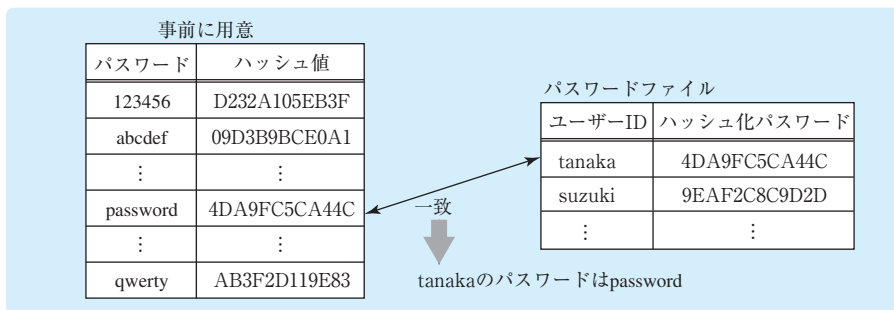 事前に用意
パスワード ハッシュ値
123456 D232A105EB3F
abcdef 09D3B9BCE0A1
⋮ ⋮
password 4DA9FC5CA44C
⋮ ⋮
qwerty AB3F2D119E83
パスワードファイル
ユーザーID ハッシュ化パスワード
tanaka 4DA9FC5CA44C
suzuki 9EAF2C8C9D2D
⋮ ⋮
一致
tanakaのパスワードはpassword